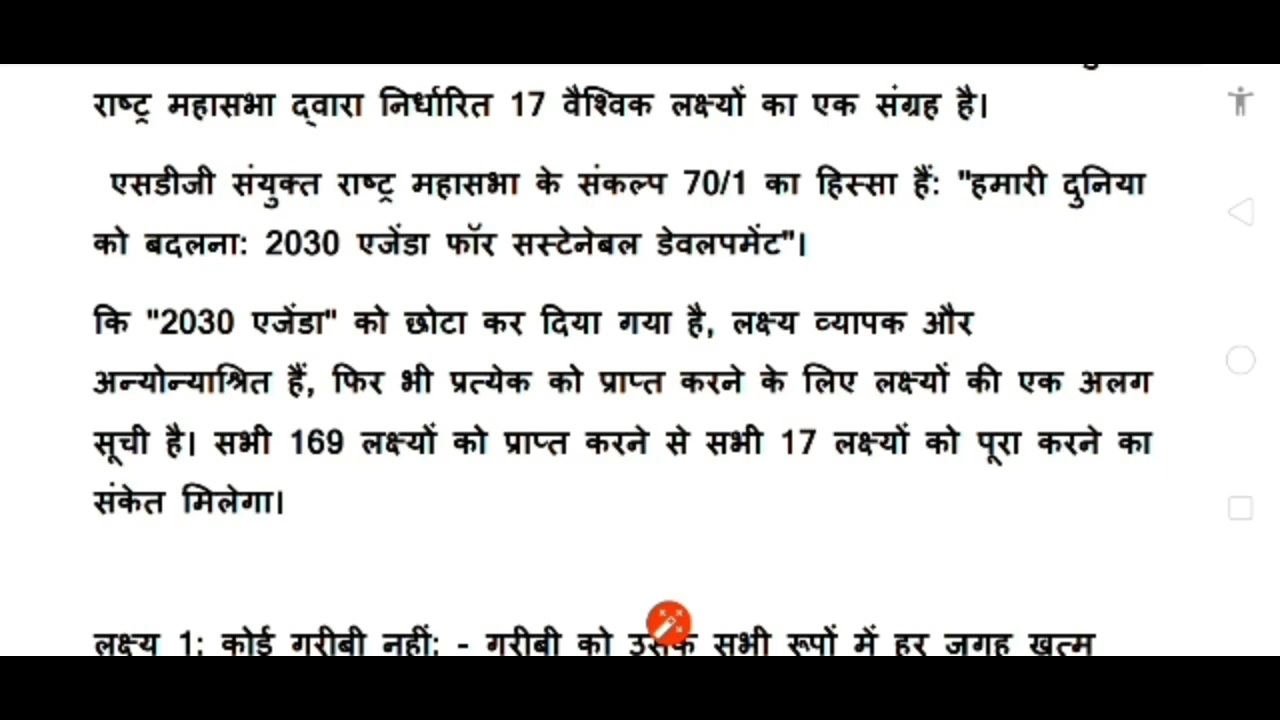 राष्ट्र महासभा द्वारा निर्धारित 17 वैश्विक लक्ष्यों का एक संग्रह है।
एसडीजी संयुक्त राष्ट्र महासभा के संकल्प 70/1 का हिस्सा हैं: "हमारी दुनिया
को बदलना: 2030 एजेंडा फॉर सस्टेनेबल डेवलपमेंट"।
कि "2030 एजेंडा" को छोटा कर दिया गया है, लक्ष्य व्यापक और
अन्योन्याश्रित हैं, फिर भी प्रत्येक को प्राप्त करने के लिए लक्ष्यों की एक अलग
सूची है। सभी 169 लक्ष्यों को प्राप्त करने से सभी 17 लक्ष्यों को पूरा करने का
संकेत मिलेगा।
लक्ष्य 1: कोई गरीबी नहीं: - गरीबी को उसके सभी रूपों में हर जगह खत्म